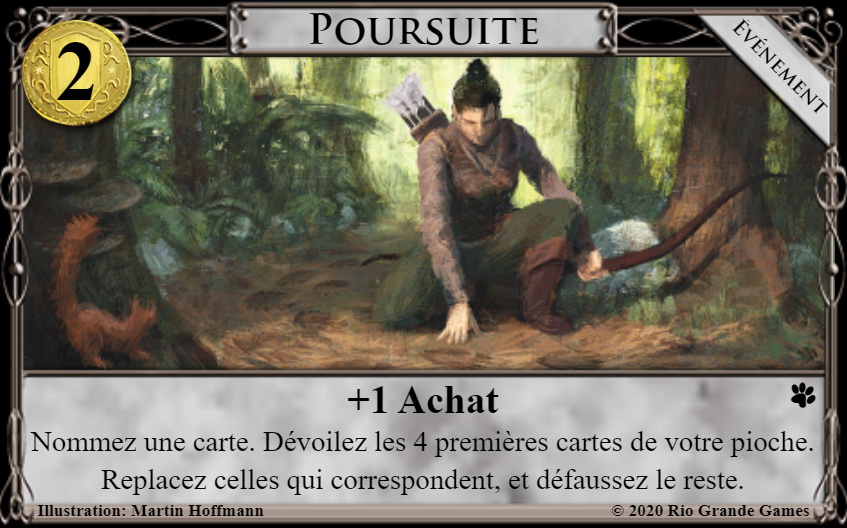 2
POURSUITE
ÉVÉNEMENT
+1 Achat
Nommez une carte. Dévoilez les 4 premières cartes de votre pioche.
Replacez celles qui correspondent, et défaussez le reste.
Illustration: Martin Hoffmann © 2020 Rio Grande Games